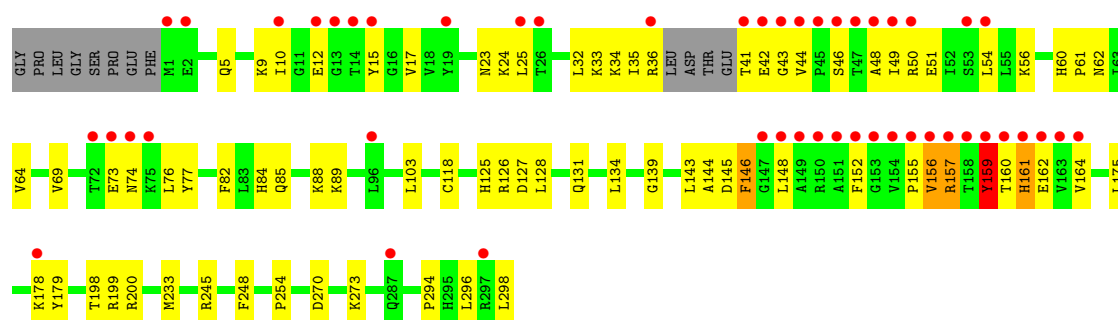 GLY PRO LEU GLY SER PRO GLU PHE M1 E2 Q5 K9 I10 G11 E12 G13 T14 Y15 G16 V17 V18 Y19 N23 K24 L25 T26 L32 K33 K34 I35 R36 LEU ASP THR GLU T41 E42 G43 V44 P45 S46 T47 A48 I49 R50 E51 I52 S53 L54 L55 K56 H60 P61 N62 I63
V64 V69 T72 E73 N74 K75 L76 Y77 F82 L83 H84 Q85 K88 K89 L96 L103 C118 H125 R126 D127 L128 Q131 L134 G139 L143 A144 D145 F146 G147 L148 A149 R150 A151 F152 G153 V154 P155 V156 R157 T158 Y159 T160 H161 E162 V163 V164 L175
K178 Y179 T198 R199 R200 M233 R245 F248 P254 D270 K273 Q287 P294 H295 L296 R297 L298